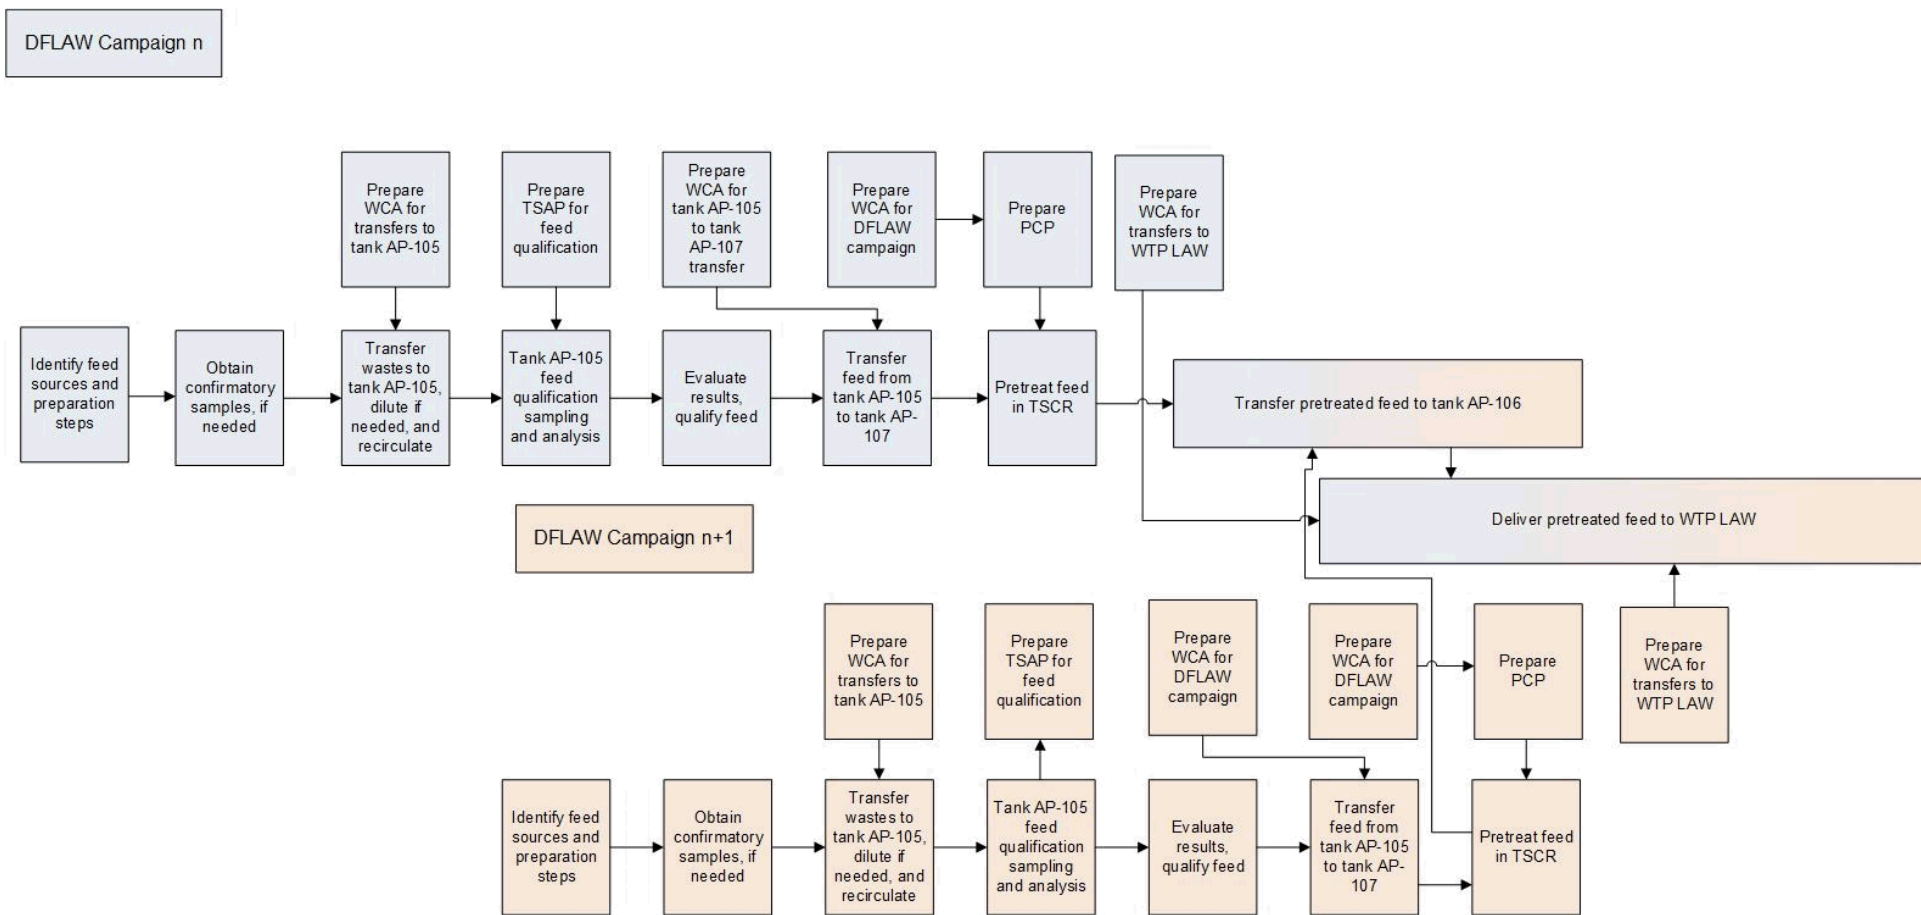 DFLAW Campaign n
Prepare
WCA for
transfers to
tank AP-105
Prepare
TSAP for
feed
qualification
Prepare
WCA for
tank AP-105
to tank
AP-107
transfer
Prepare
WCA for
DFLAW
campaign
Prepare
PCP
Prepare
WCA for
transfers to
WTP LAW
Identify feed
sources and
preparation
steps
Obtain
confirmatory
samples, if
needed
Transfer
wastes to
tank AP-105,
dilute if
needed, and
recirculate
Tank AP-105
feed
qualification
sampling
and analysis
Evaluate
results,
qualify feed
Transfer
feed from
tank AP-105
to tank AP-
107
Pretreat feed
in TSCR
Transfer pretreated feed to tank AP-106
Deliver pretreated feed to WTP LAW
DFLAW Campaign n+1
Prepare
WCA for
transfers to
tank AP-105
Prepare
TSAP for
feed
qualification
Prepare
WCA for
DFLAW
campaign
Prepare
WCA for
DFLAW
campaign
Prepare
PCP
Prepare
WCA for
transfers to
WTP LAW
Identify feed
sources and
preparation
steps
Obtain
confirmatory
samples, if
needed
Transfer
wastes to
tank AP-105,
dilute if
needed, and
recirculate
Tank AP-105
feed
qualification
sampling
and analysis
Evaluate
results,
qualify feed
Transfer
feed from
tank AP-105
to tank AP-
107
Pretreat feed
in TSCR